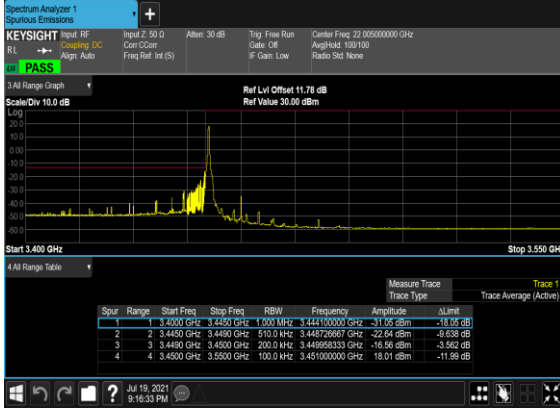 Spectrum Analyzer 1
Spurious Emissions
+
KEYSIGHT Input: RF Input Z: 50 Ω Atten: 30 dB Trig: Free Run Center Freq: 22.005000000 GHz
RL Coupling: DC Corr CCorr Gate: Off Avg|Hold: 100/100
Align: Auto Freq Ref: Int (S) IF Gain: Low Radio Std: None
LXI PASS
3 All Range Graph
Ref Lvl Offset 11.78 dB
Scale/Div 10.0 dB Ref Value 30.00 dBm
Log
20.0
10.0
0.00
-10.0
-20.0
-30.0
-40.0
-50.0
-60.0
Start 3.400 GHz Stop 3.550 GH
4 All Range Table
Measure Trace Trace 1
Trace Type Trace Average (Active)
Spur Range Start Freq Stop Freq RBW Frequency Amplitude ΔLimit
1 1 3.4000 GHz 3.4450 GHz 1.000 MHz 3.444100000 GHz -31.05 dBm -18.05 dB
2 2 3.4450 GHz 3.4490 GHz 510.0 kHz 3.448726667 GHz -22.64 dBm -9.638 dB
3 3 3.4490 GHz 3.4500 GHz 200.0 kHz 3.449958333 GHz -16.56 dBm -3.562 dB
4 4 3.4500 GHz 3.5500 GHz 100.0 kHz 3.451000000 GHz 18.01 dBm -11.99 dB
? Jul 19, 2021
9:16:33 PM